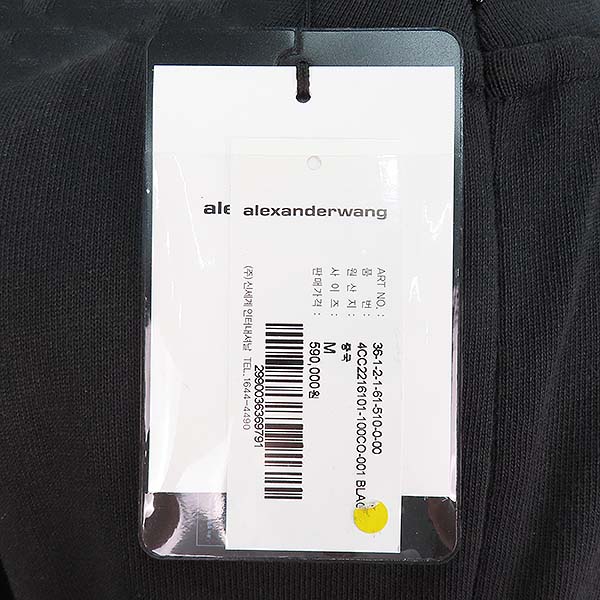 ale
alexanderwang
ART NO. : 36-1-2-1-61-510-0-00
품 번 : 4CC2216101-100CO-001 BLAC
원 산 지 : 중국
사 이 즈 : M
판매가격 : 590,000원
2990036369791
(주) 신세계 인터내셔날 TEL.1644-4490